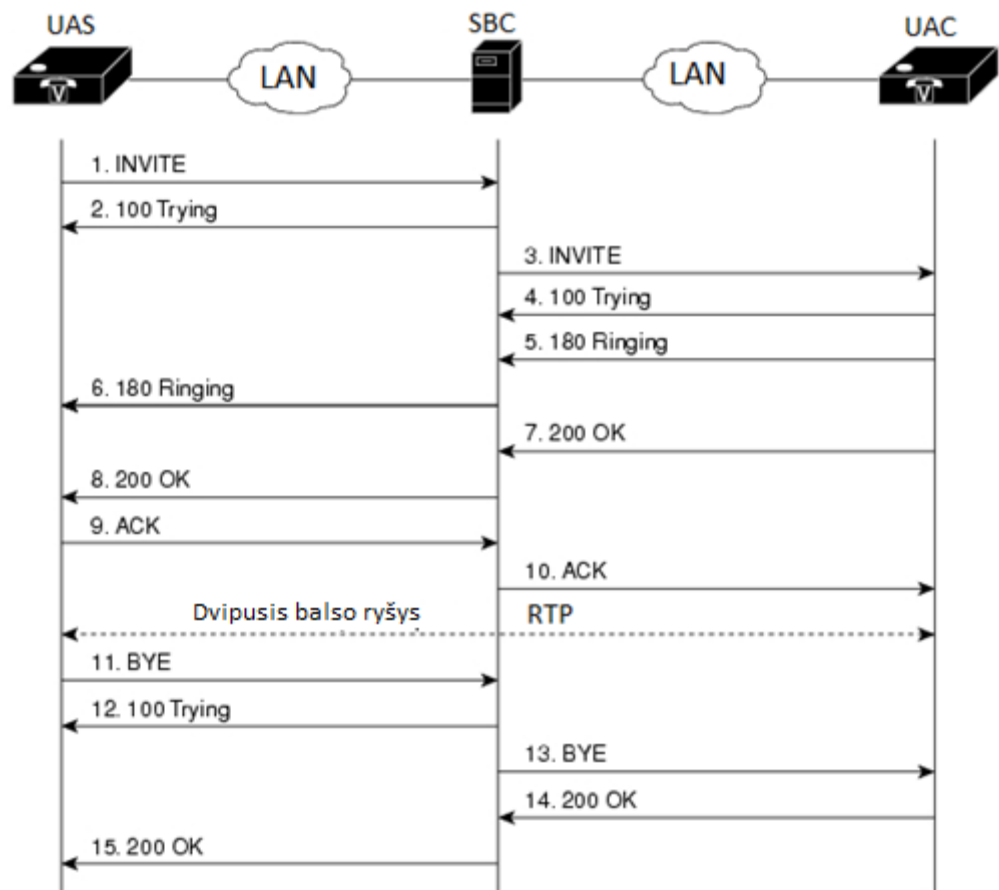 UAS
SBC
UAC
LAN
LAN
V
V
1. INVITE
2. 100 Trying
3. INVITE
4. 100 Trying
5. 180 Ringing
6. 180 Ringing
7. 200 OK
8. 200 OK
9. ACK
10. ACK
Dvipusis balso ryšys
RTP
11. BYE
12. 100 Trying
13. BYE
14. 200 OK
15. 200 OK